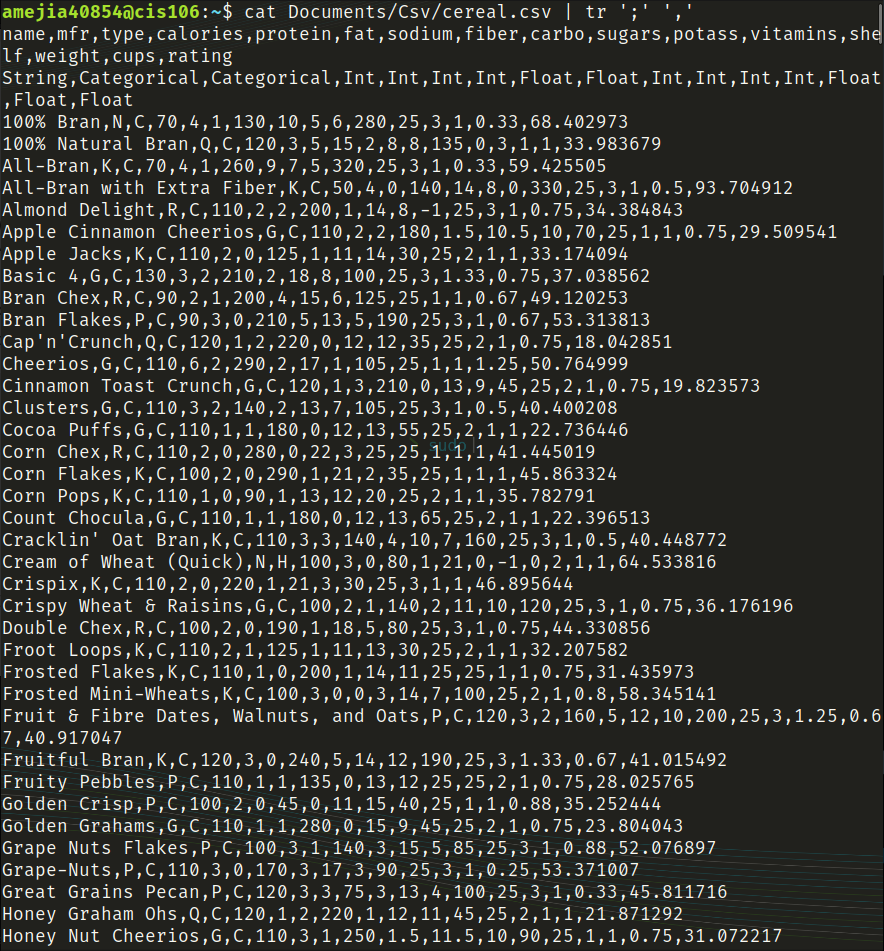 amejia40854@cis106:~$ cat Documents/Csv/cereal.csv | tr ';' ','
name,mfr,type,calories,protein,fat,sodium,fiber,carbo,sugars,potass,vitamins,she
lf,weight,cups,rating
String,Categorical,Categorical,Int,Int,Int,Int,Float,Float,Int,Int,Int,Int,Float
,Float,Float
100% Bran,N,C,70,4,1,130,10,5,6,280,25,3,1,0.33,68.402973
100% Natural Bran,Q,C,120,3,5,15,2,8,8,135,0,3,1,1,33.983679
All-Bran,K,C,70,4,1,260,9,7,5,320,25,3,1,0.33,59.425505
All-Bran with Extra Fiber,K,C,50,4,0,140,14,8,0,330,25,3,1,0.5,93.704912
Almond Delight,R,C,110,2,2,200,1,14,8,-1,25,3,1,0.75,34.384843
Apple Cinnamon Cheerios,G,C,110,2,2,180,1.5,10.5,10,70,25,1,1,0.75,29.509541
Apple Jacks,K,C,110,2,0,125,1,11,14,30,25,2,1,1,33.174094
Basic 4,G,C,130,3,2,210,2,18,8,100,25,3,1.33,0.75,37.038562
Bran Chex,R,C,90,2,1,200,4,15,6,125,25,1,1,0.67,49.120253
Bran Flakes,P,C,90,3,0,210,5,13,5,190,25,3,1,0.67,53.313813
Cap'n'Crunch,Q,C,120,1,2,220,0,12,12,35,25,2,1,0.75,18.042851
Cheerios,G,C,110,6,2,290,2,17,1,105,25,1,1,1.25,50.764999
Cinnamon Toast Crunch,G,C,120,1,3,210,0,13,9,45,25,2,1,0.75,19.823573
Clusters,G,C,110,3,2,140,2,13,7,105,25,3,1,0.5,40.400208
Cocoa Puffs,G,C,110,1,1,180,0,12,13,55,25,2,1,1,22.736446
sudo
Corn Chex,R,C,110,2,0,280,0,22,3,25,25,1,1,1,41.445019
Corn Flakes,K,C,100,2,0,290,1,21,2,35,25,1,1,1,45.863324
Corn Pops,K,C,110,1,0,90,1,13,12,20,25,2,1,1,35.782791
Count Chocula,G,C,110,1,1,180,0,12,13,65,25,2,1,1,22.396513
Cracklin' Oat Bran,K,C,110,3,3,140,4,10,7,160,25,3,1,0.5,40.448772
Cream of Wheat (Quick),N,H,100,3,0,80,1,21,0,-1,0,2,1,1,64.533816
Crispix,K,C,110,2,0,220,1,21,3,30,25,3,1,1,46.895644
Crispy Wheat & Raisins,G,C,100,2,1,140,2,11,10,120,25,3,1,0.75,36.176196
Double Chex,R,C,100,2,0,190,1,18,5,80,25,3,1,0.75,44.330856
Froot Loops,K,C,110,2,1,125,1,11,13,30,25,2,1,1,32.207582
Frosted Flakes,K,C,110,1,0,200,1,14,11,25,25,1,1,0.75,31.435973
Frosted Mini-Wheats,K,C,100,3,0,0,3,14,7,100,25,2,1,0.8,58.345141
Fruit & Fibre Dates, Walnuts, and Oats,P,C,120,3,2,160,5,12,10,200,25,3,1.25,0.6
7,40.917047
Fruitful Bran,K,C,120,3,0,240,5,14,12,190,25,3,1.33,0.67,41.015492
Fruity Pebbles,P,C,110,1,1,135,0,13,12,25,25,2,1,0.75,28.025765
Golden Crisp,P,C,100,2,0,45,0,11,15,40,25,1,1,0.88,35.252444
Golden Grahams,G,C,110,1,1,280,0,15,9,45,25,2,1,0.75,23.804043
Grape Nuts Flakes,P,C,100,3,1,140,3,15,5,85,25,3,1,0.88,52.076897
Grape-Nuts,P,C,110,3,0,170,3,17,3,90,25,3,1,0.25,53.371007
Great Grains Pecan,P,C,120,3,3,75,3,13,4,100,25,3,1,0.33,45.811716
Honey Graham Ohs,Q,C,120,1,2,220,1,12,11,45,25,2,1,1,21.871292
Honey Nut Cheerios,G,C,110,3,1,250,1.5,11.5,10,90,25,1,1,0.75,31.072217